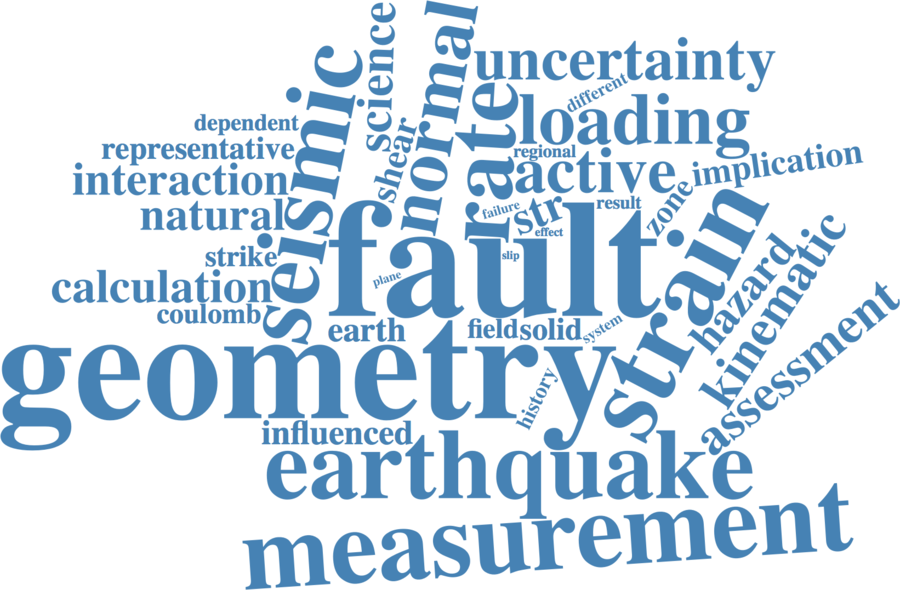 science
normal
uncertainty
different
seismic
dependent
shear
rate
loading
representative
regional
active
implication
interaction
natural
failure
str
result
zone
effect
fault
strain
strike
slip
plane
hazard
kinematic
calculation
coulomb
earth
field
solid
system
assessment
geometry
history
influenced
earthquake
measurement